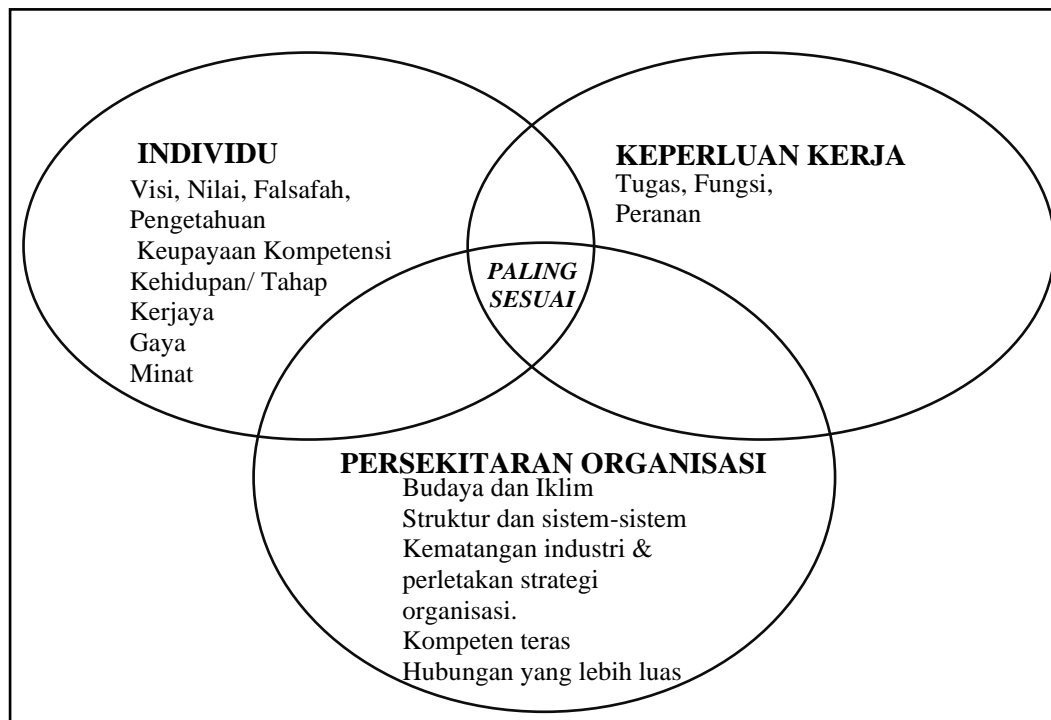 INDIVIDU
Visi, Nilai, Falsafah,
Pengetahuan
Keupayaan Kompetensi
Kehidupan/ Tahap
Kerjaya
Gaya
Minat
KEPERLUAN KERJA
Tugas, Fungsi,
Peranan
PALING
SESUAI
PERSEKITARAN ORGANISASI
Budaya dan Iklim
Struktur dan sistem-sistem
Kematangan industri &
perletakan strategi
organisasi.
Kompeten teras
Hubungan yang lebih luas